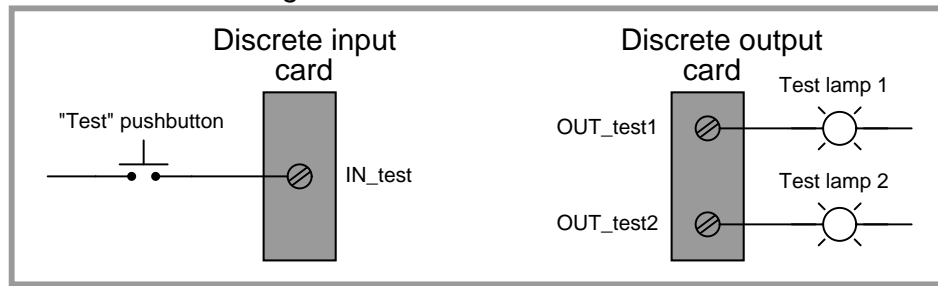 Discrete input
card
"Test" pushbutton
IN_test
Discrete output
card
Test lamp 1
OUT_test1
Test lamp 2
OUT_test2